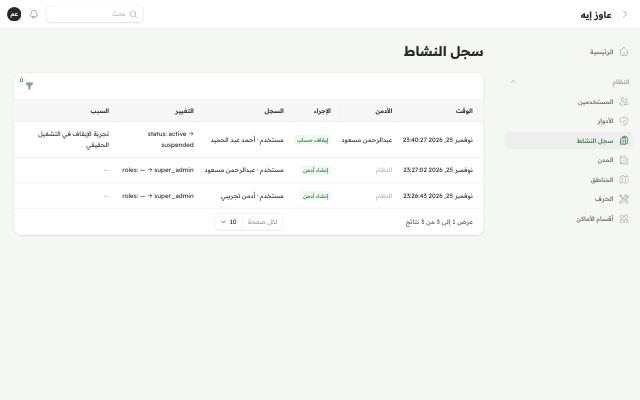 عاوز إيه
بحث
عم
الرئيسية
النظام
المستخدمين
الأدوار
سجل النشاط
المدن
المناطق
الحرف
أقسام الأماكن
سجل النشاط
0
الوقت الأدمن الإجراء السجل التغيير السبب
نوفمبر 25, 2026 23:40:27 عبدالرحمن مسعود إيقاف حساب مستخدم · أحمد عبد الحميد status: active → suspended تجربة الإيقاف في التشغيل الحقيقي
نوفمبر 25, 2026 23:27:02 النظام إنشاء أدمن مستخدم · عبدالرحمن مسعود roles: — → super_admin —
نوفمبر 25, 2026 23:26:43 النظام إنشاء أدمن مستخدم · أدمن تجريبي roles: — → super_admin —
عرض 1 إلى 3 من 3 نتائج
لكل صفحة 10